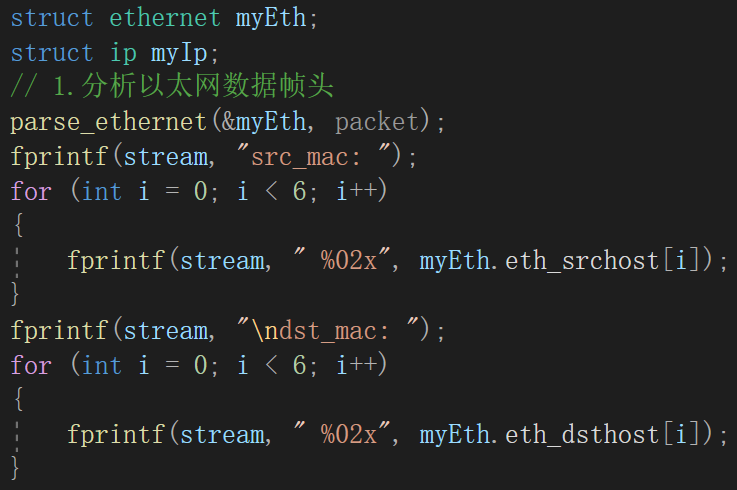 struct ethernet myEth;
struct ip myIp;
// 1.分析以太网数据帧头
parse_ethernet(&myEth, packet);
fprintf(stream, "src_mac: ");
for (int i = 0; i < 6; i++)
{
fprintf(stream, " %02x", myEth.eth_srchost[i]);
}
fprintf(stream, "\ndst_mac: ");
for (int i = 0; i < 6; i++)
{
fprintf(stream, " %02x", myEth.eth_dsthost[i]);
}